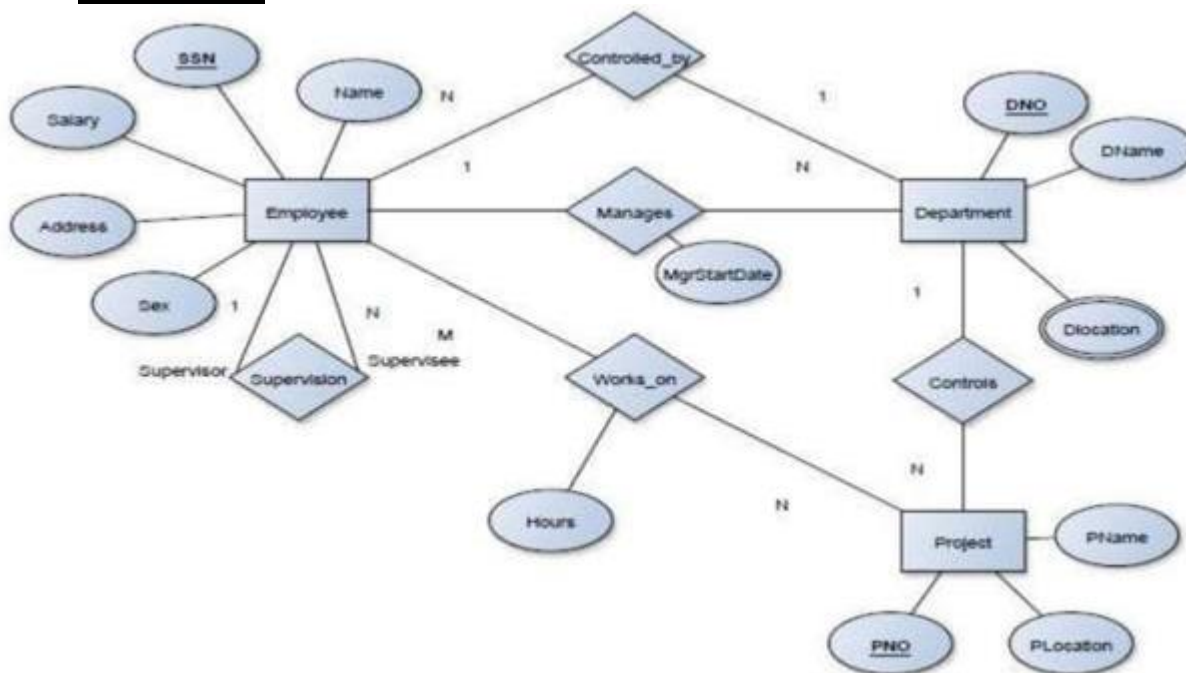 SSN
Name
Salary
Address
Sex
Employee
N
Controlled_by
1
DNO
DName
1
Manages
N
Department
MgrStartDate
Dlocation
1
N
M
Supervisor
Supervision
Supervisee
Works_on
1
Controls
Hours
N
N
Project
PName
PNO
PLocation